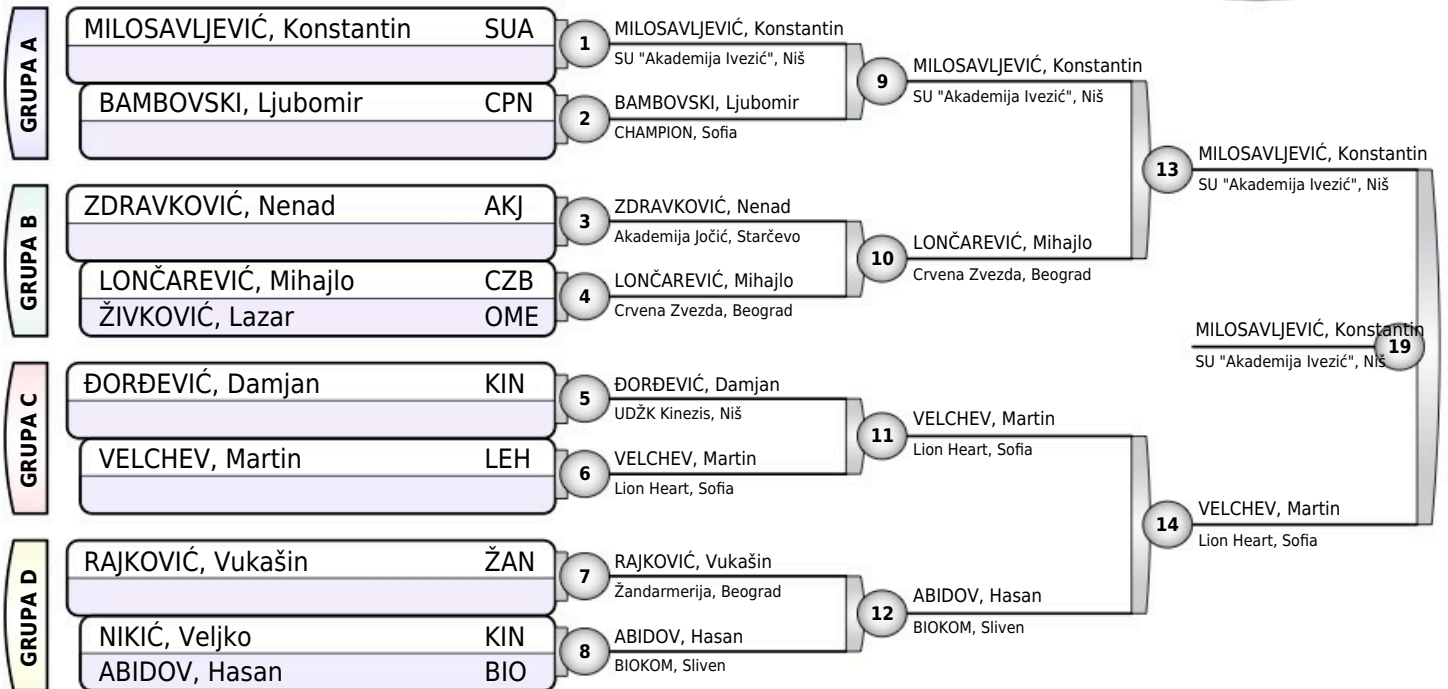 GRUPA A
MILOSAVLJEVIĆ, Konstantin SUA
BAMBOVSKI, Ljubomir CPN
1
MILOSAVLJEVIĆ, Konstantin
SU "Akademija Ivezić", Niš
2
BAMBOVSKI, Ljubomir
CHAMPION, Sofia
9
MILOSAVLJEVIĆ, Konstantin
SU "Akademija Ivezić", Niš
GRUPA B
ZDRAVKOVIĆ, Nenad AKJ
LONČAREVIĆ, Mihajlo CZB
ŽIVKOVIĆ, Lazar OME
3
ZDRAVKOVIĆ, Nenad
Akademija Jočić, Starčevo
4
LONČAREVIĆ, Mihajlo
Crvena Zvezda, Beograd
10
LONČAREVIĆ, Mihajlo
Crvena Zvezda, Beograd
13
MILOSAVLJEVIĆ, Konstantin
SU "Akademija Ivezić", Niš
GRUPA C
ĐORĐEVIĆ, Damjan KIN
VELCHEV, Martin LEH
5
ĐORĐEVIĆ, Damjan
UDŽK Kinezis, Niš
6
VELCHEV, Martin
Lion Heart, Sofia
11
VELCHEV, Martin
Lion Heart, Sofia
GRUPA D
RAJKOVIĆ, Vukašin ŽAN
NIKIĆ, Veljko KIN
ABIDOV, Hasan BIO
7
RAJKOVIĆ, Vukašin
Žandarmerija, Beograd
8
ABIDOV, Hasan
BIOKOM, Sliven
12
ABIDOV, Hasan
BIOKOM, Sliven
14
VELCHEV, Martin
Lion Heart, Sofia
MILOSAVLJEVIĆ, Konstantin
19
SU "Akademija Ivezić", Niš